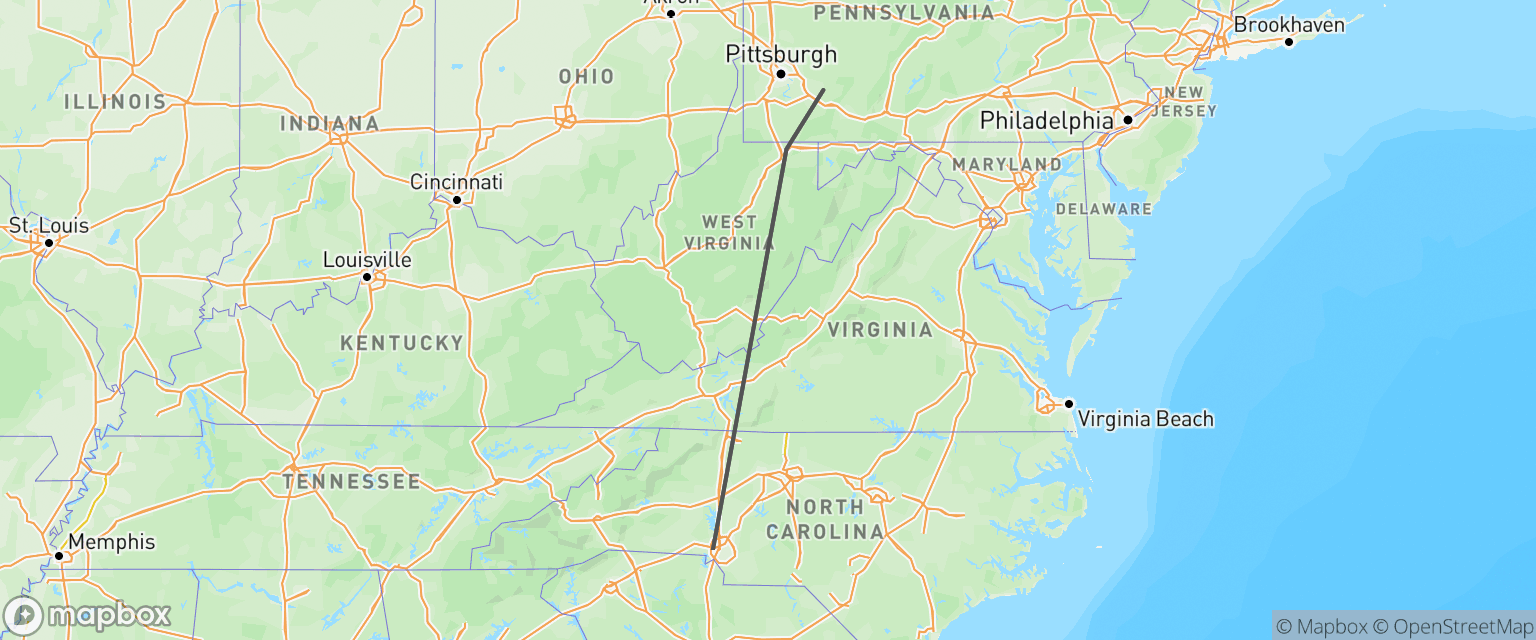 Akron
PENNSYLVANIA
Brookhaven
Pittsburgh
OHIO
ILLINOIS
NEW
JERSEY
INDIANA
Philadelphia
MARYLAND
Cincinnati
DELAWARE
St. Louis
WEST
VIRGINIA
Louisville
VIRGINIA
KENTUCKY
Virginia Beach
TENNESSEE
NORTH
CAROLINA
Memphis
mapbox
© Mapbox © OpenStreetMap